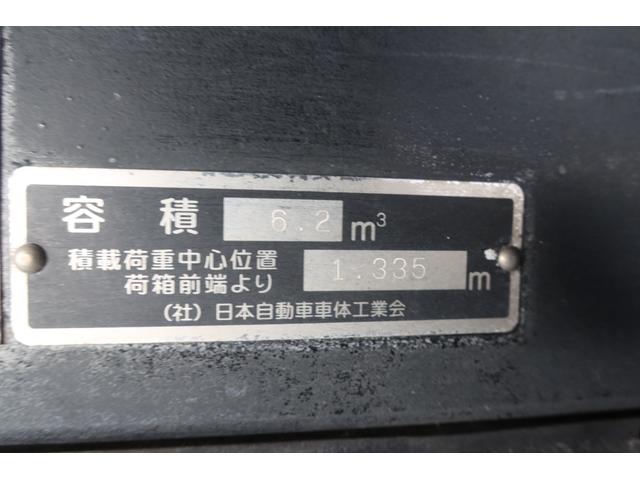 容積 6.2 m³
積載荷重中心位置
荷箱前端より 1.335 m
(社)日本自動車車体工業会